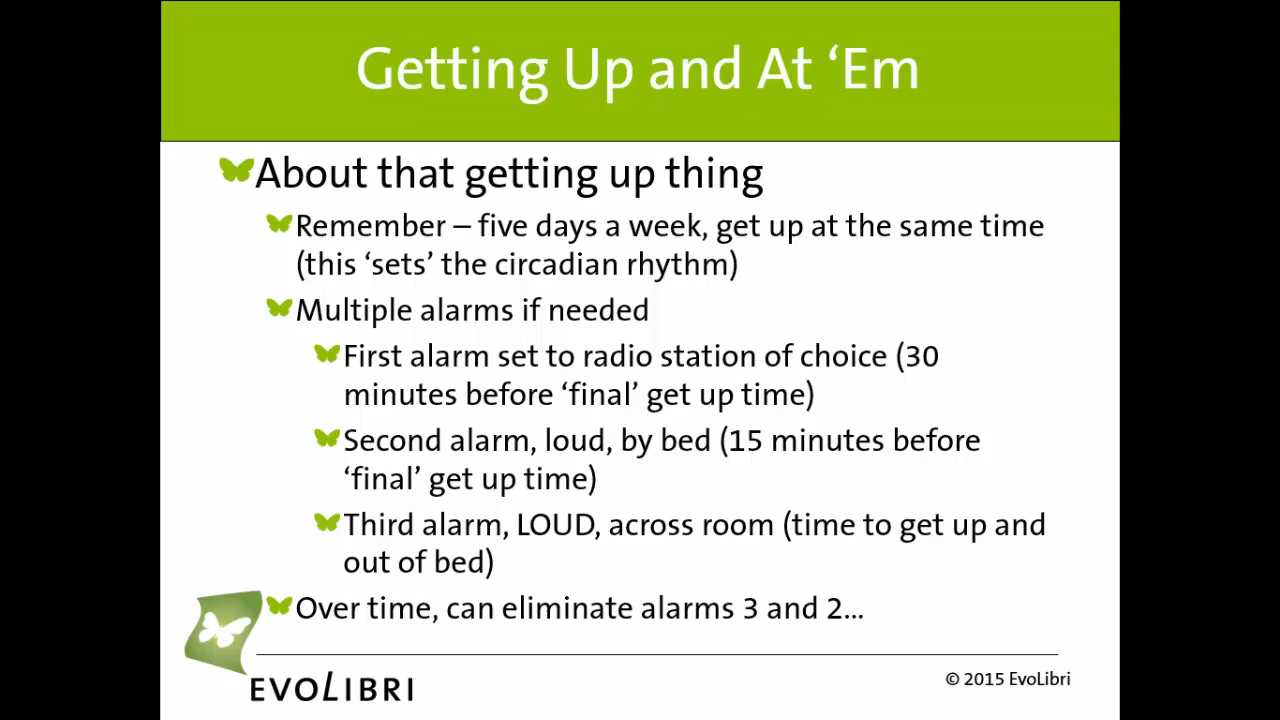 Getting Up and At ‘Em
About that getting up thing
Remember – five days a week, get up at the same time
(this ‘sets’ the circadian rhythm)
Multiple alarms if needed
First alarm set to radio station of choice (30
minutes before ‘final’ get up time)
Second alarm, loud, by bed (15 minutes before
‘final’ get up time)
Third alarm, LOUD, across room (time to get up and
out of bed)
Over time, can eliminate alarms 3 and 2...
EVOLIBRI
© 2015 EvoLibri